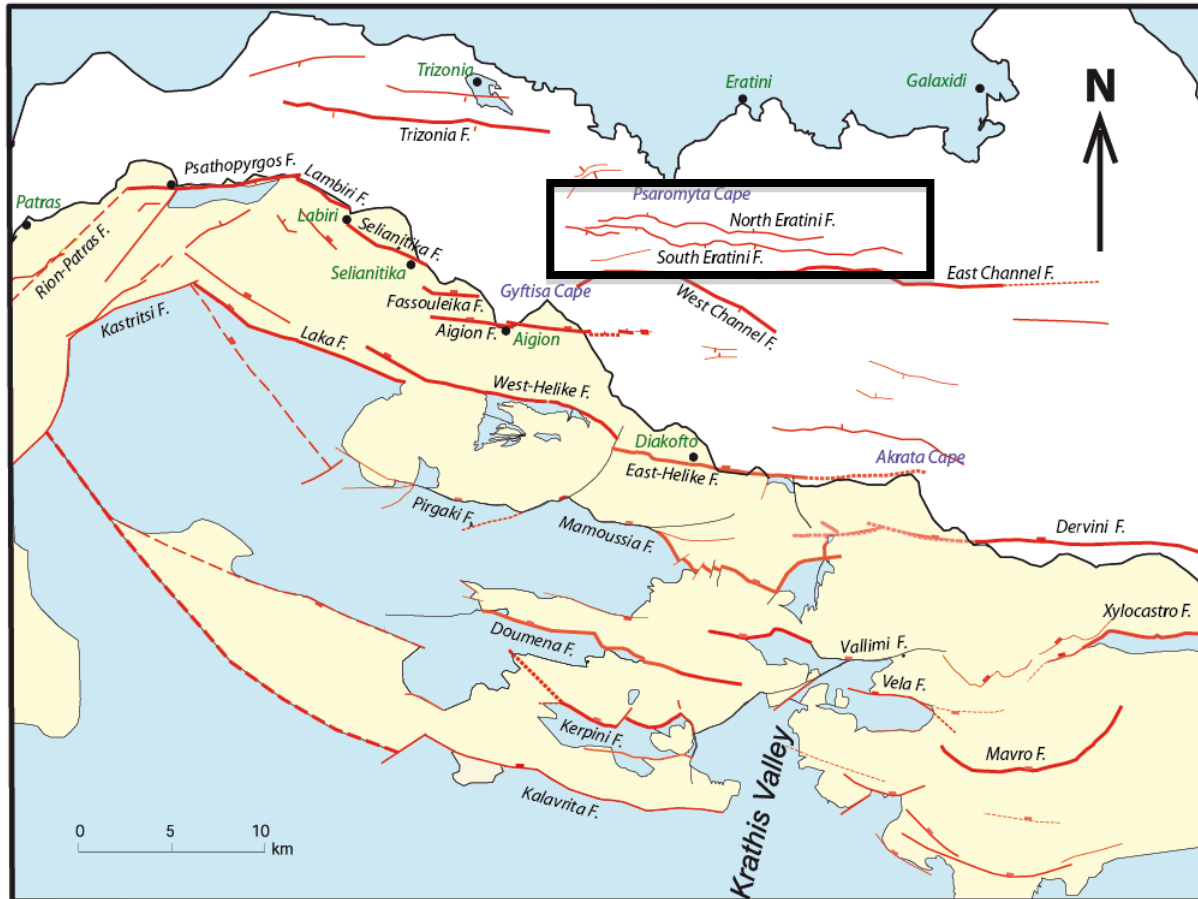 Trizonia
Eratini
Galaxidi
N
Trizonia F.
Psathopyrgos F.
Lambiri F.
Psaromyta Cape
Patras
Labiri
Selianitika F.
North Eratini F.
Rion-Patras F.
Selianitika
South Eratini F.
East Channel F.
Gyftisa Cape
West Channel F.
Kastritsi F.
Fassouleika F.
Laka F.
Aigion F.
Aigion
West-Helike F.
Diakofto
Akrata Cape
East-Helike F.
Pirgaki F.
Mamoussia F.
Dervini F.
Xylocastro F.
Doumena F.
Vallimi F.
Vela F.
Kerpini F.
Mavro F.
Kalavrita F.
Krathis Valley
0 5 10
km